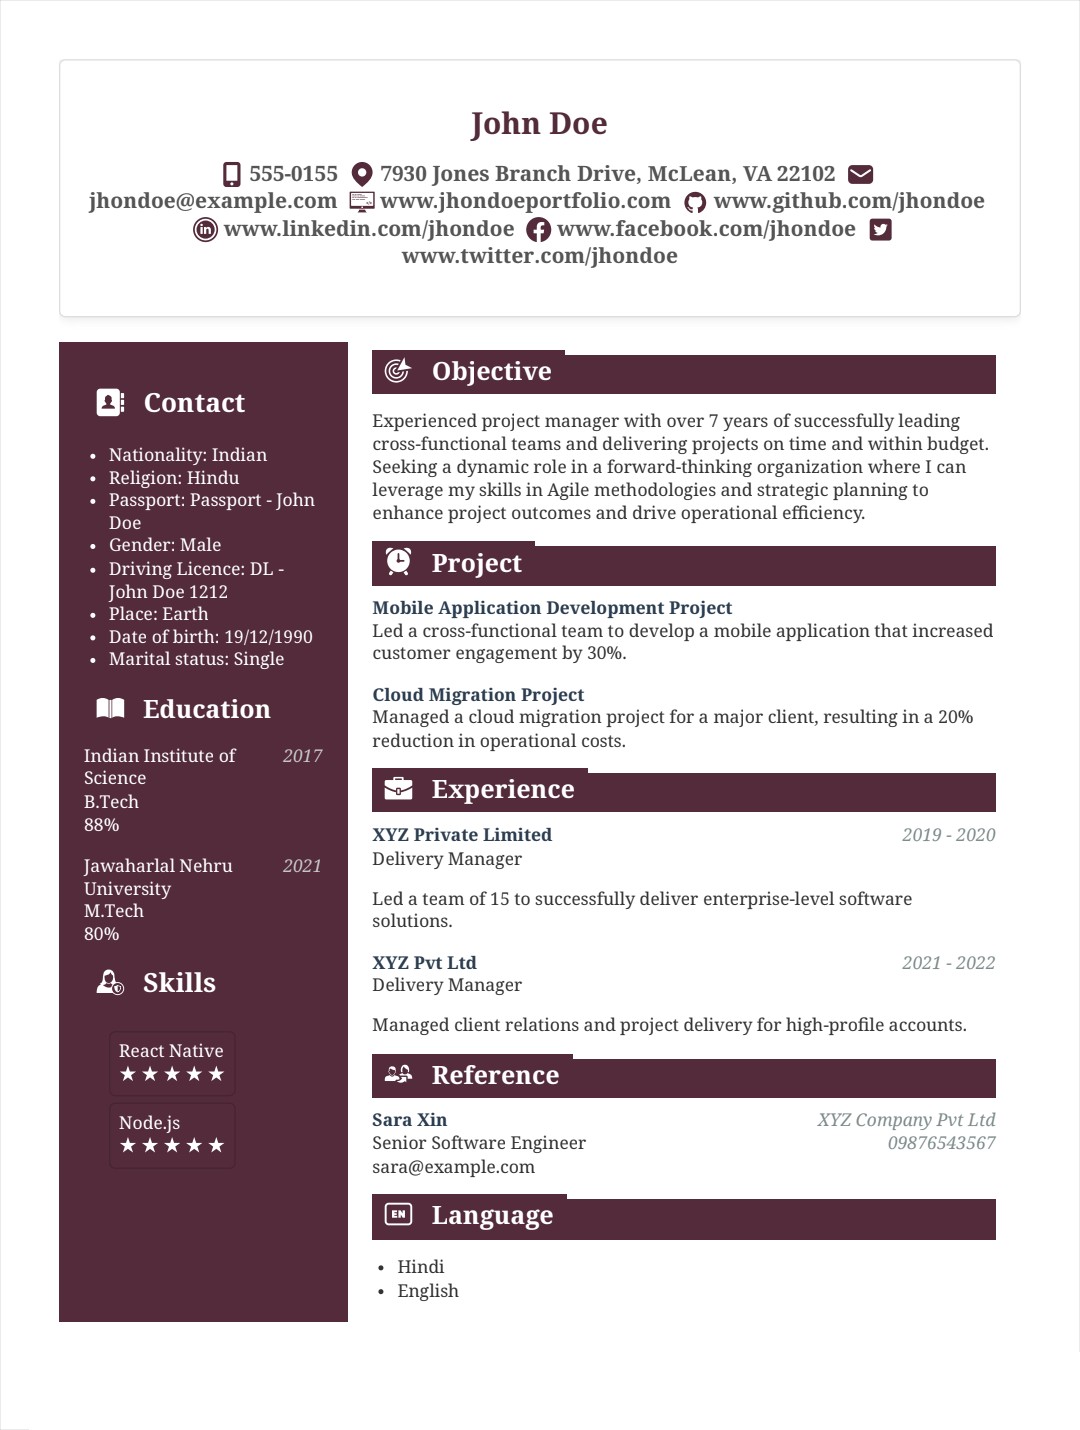 John Doe
555-0155 7930 Jones Branch Drive, McLean, VA 22102
jhondoe@example.com www.jhondoeportfolio.com www.github.com/jhondoe
www.linkedin.com/jhondoe www.facebook.com/jhondoe
www.twitter.com/jhondoe
Contact
• Nationality: Indian
• Religion: Hindu
• Passport: Passport - John
Doe
• Gender: Male
• Driving Licence: DL -
John Doe 1212
• Place: Earth
• Date of birth: 19/12/1990
• Marital status: Single
Education
Indian Institute of 2017
Science
B.Tech
88%
Jawaharlal Nehru 2021
University
M.Tech
80%
Skills
React Native
★ ★ ★ ★ ★
Node.js
★ ★ ★ ★ ★
Objective
Experienced project manager with over 7 years of successfully leading
cross-functional teams and delivering projects on time and within budget.
Seeking a dynamic role in a forward-thinking organization where I can
leverage my skills in Agile methodologies and strategic planning to
enhance project outcomes and drive operational efficiency.
Project
Mobile Application Development Project
Led a cross-functional team to develop a mobile application that increased
customer engagement by 30%.
Cloud Migration Project
Managed a cloud migration project for a major client, resulting in a 20%
reduction in operational costs.
Experience
XYZ Private Limited 2019 - 2020
Delivery Manager
Led a team of 15 to successfully deliver enterprise-level software
solutions.
XYZ Pvt Ltd 2021 - 2022
Delivery Manager
Managed client relations and project delivery for high-profile accounts.
Reference
Sara Xin XYZ Company Pvt Ltd
Senior Software Engineer 09876543567
sara@example.com
EN Language
• Hindi
• English